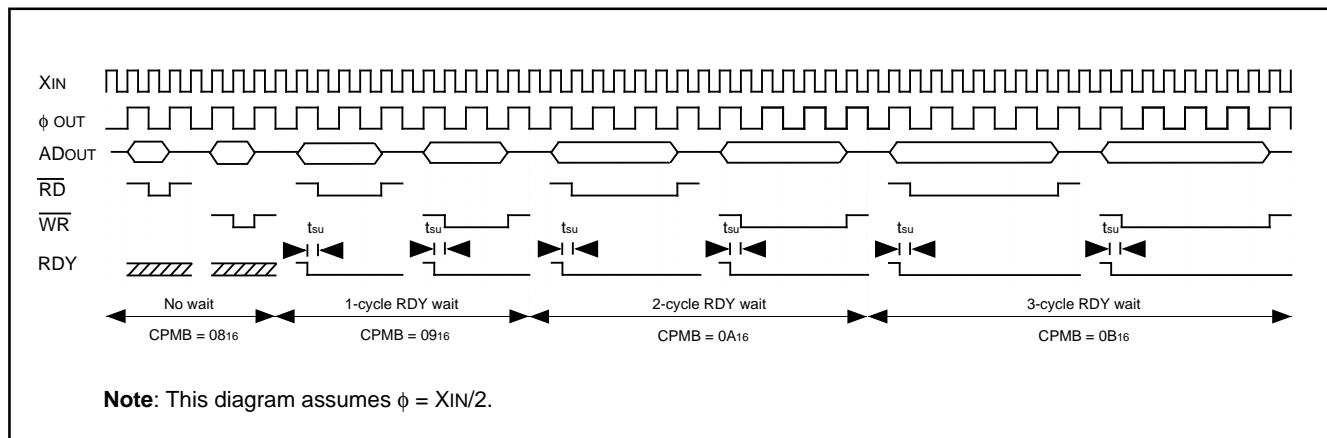 XIN
ϕ OUT
ADOUT
RD
WR
tsu tsu tsu tsu tsu tsu
RDY
No wait 1-cycle RDY wait 2-cycle RDY wait 3-cycle RDY wait
CPMB = 0816 CPMB = 0916 CPMB = 0A16 CPMB = 0B16
Note: This diagram assumes ϕ = XIN/2.